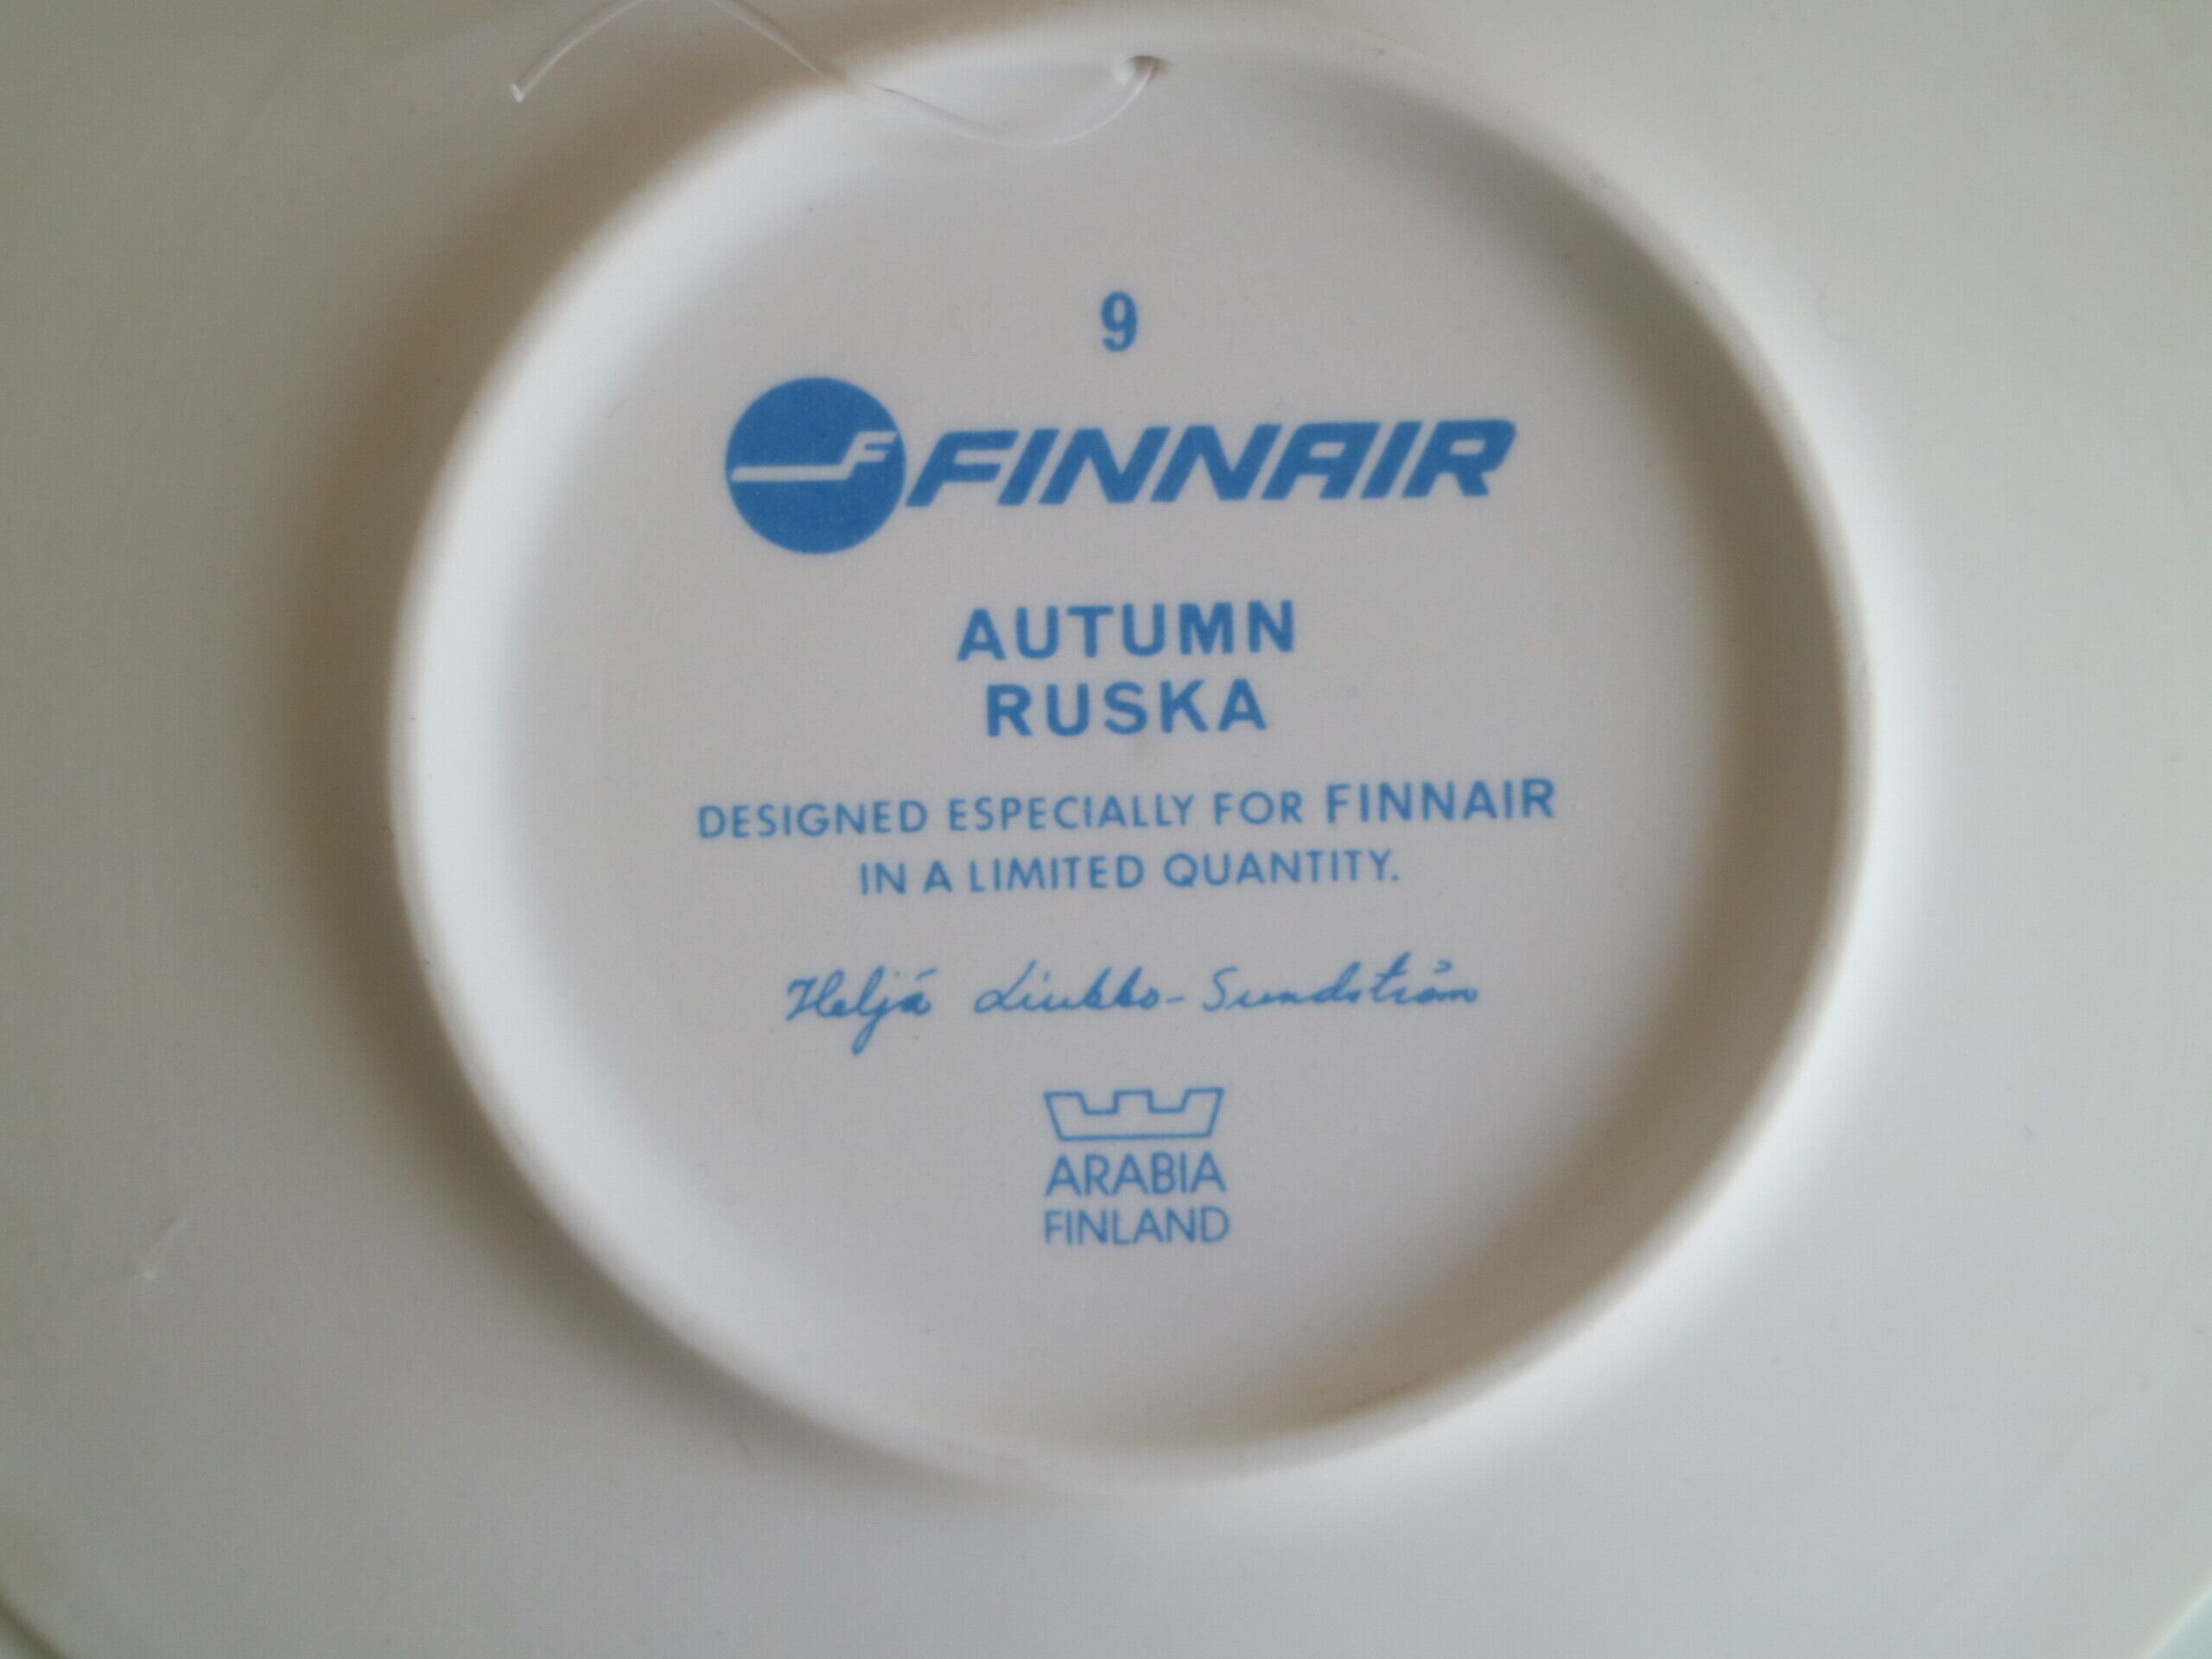 9
F FINNAIR
AUTUMN
RUSKA
DESIGNED ESPECIALLY FOR FINNAIR
IN A LIMITED QUANTITY.
Heljä Liukko-Sundström
ARABIA
FINLAND